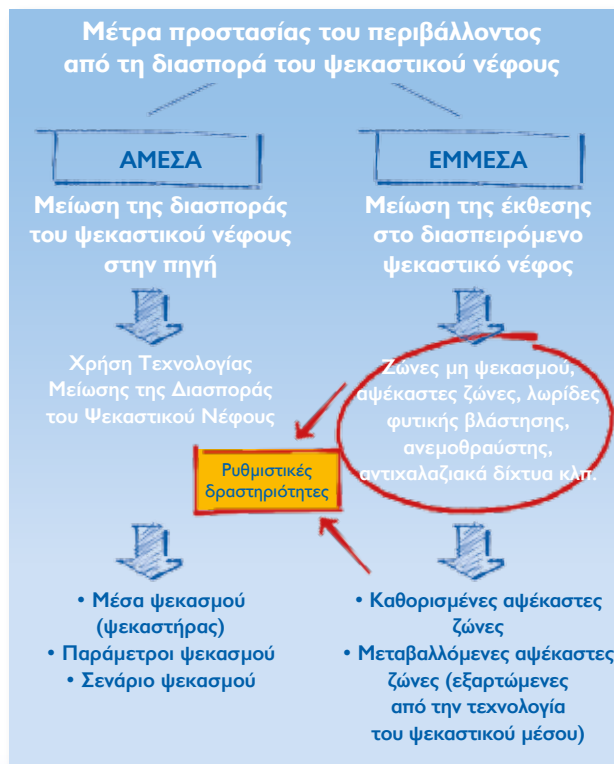 Μέτρα προστασίας του περιβάλλοντος
από τη διασπορά του ψεκαστικού νέφους
ΑΜΕΣΑ
Μείωση της διασποράς
του ψεκαστικού νέφους
στην πηγή
Χρήση Τεχνολογίας
Μείωσης της Διασποράς
του Ψεκαστικού Νέφους
• Μέσα ψεκασμού
(ψεκαστήρας)
• Παράμετροι ψεκασμού
• Σενάριο ψεκασμού
ΕΜΜΕΣΑ
Μείωση της έκθεσης
στο διασπειρόμενο
ψεκαστικό νέφος
Ζώνες μη ψεκασμού,
αψέκαστες ζώνες, λωρίδες
φυτικής βλάστησης,
ανεμοθραύστης,
αντιχαλαζιακά δίχτυα κλπ.
Ρυθμιστικές
δραστηριότητες
• Καθορισμένες αψέκαστες
ζώνες
• Μεταβαλλόμενες αψέκαστες
ζώνες (εξαρτώμενες
από την τεχνολογία
του ψεκαστικού μέσου)